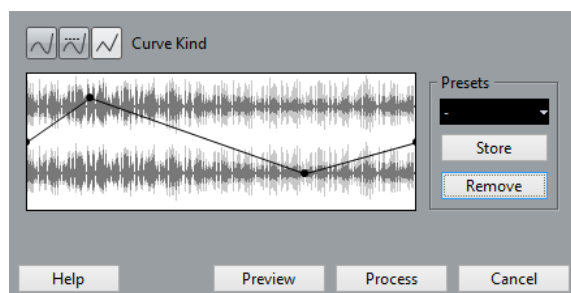 Curve Kind
Presets
-
Store
Remove
Help
Preview
Process
Cancel